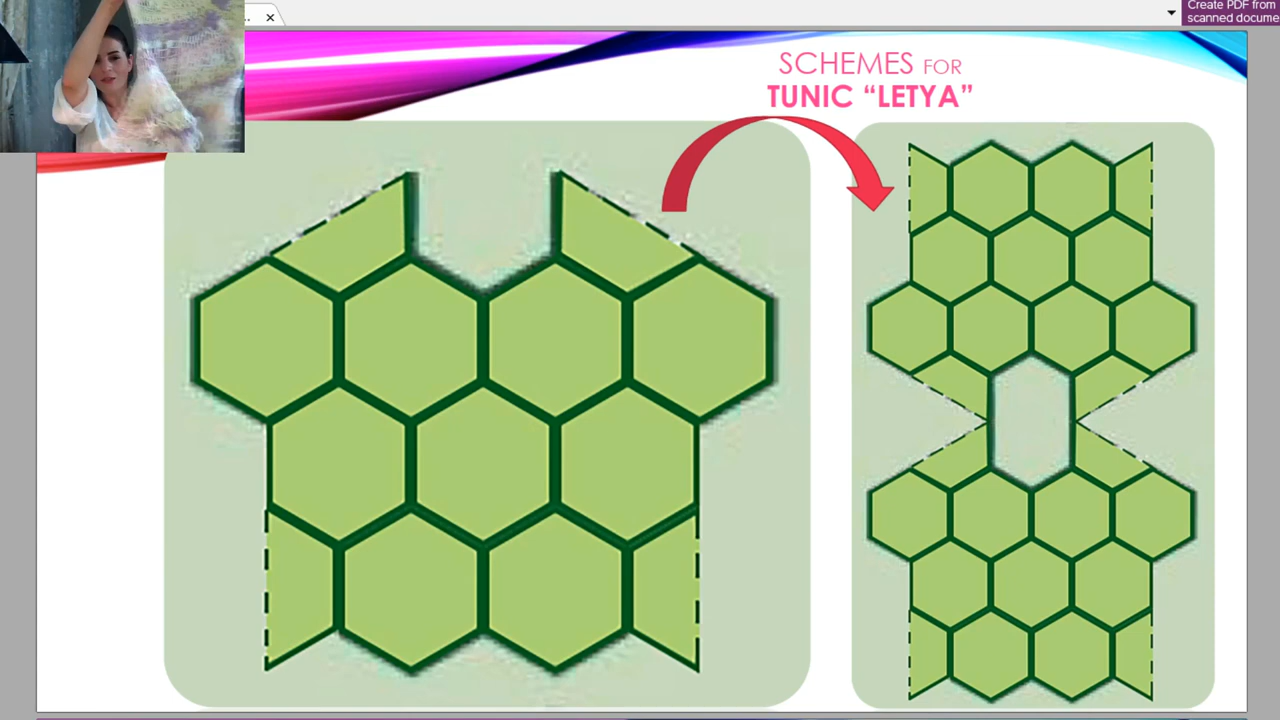 ..
Create PDF from
scanned docume
SCHEMES FOR
TUNIC “LETYA”